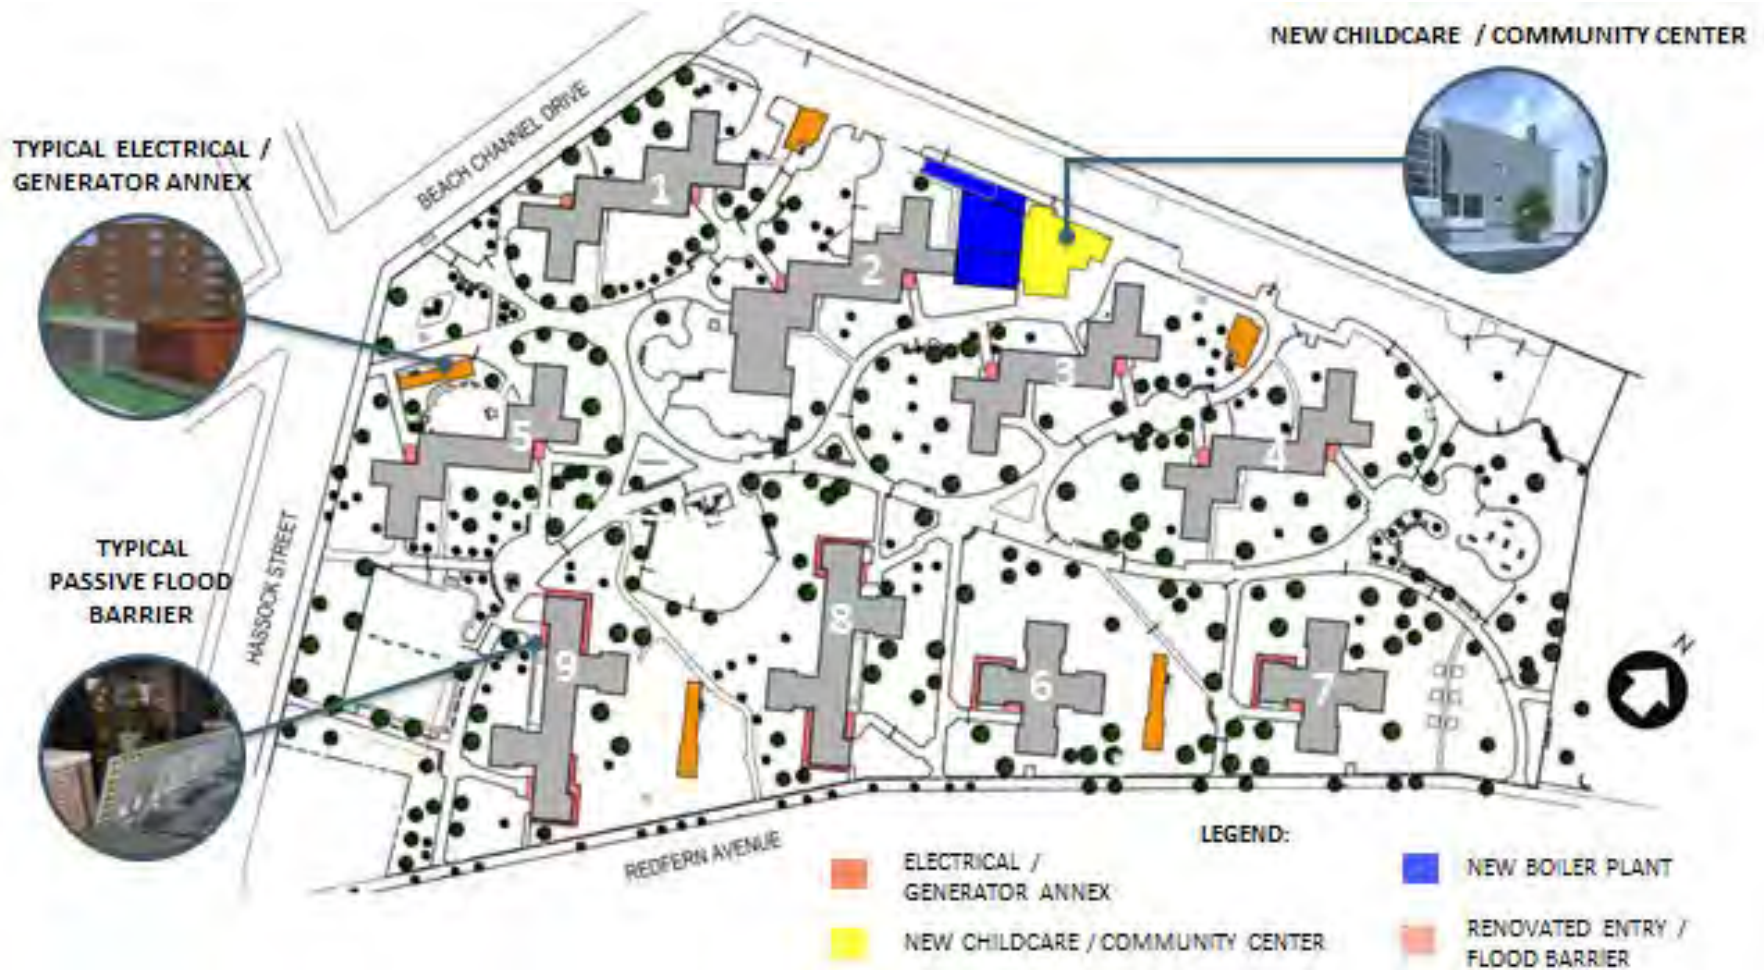 NEW CHILDCARE / COMMUNITY CENTER
TYPICAL ELECTRICAL /
GENERATOR ANNEX
BEACH CHANNEL DRIVE
1
2
3
4
5
TYPICAL
PASSIVE FLOOD
BARRIER
HASSOCK STREET
8
9
6
7
N
REDFERN AVENUE
LEGEND:
ELECTRICAL /
GENERATOR ANNEX
NEW BOILER PLANT
NEW CHILDCARE / COMMUNITY CENTER
RENOVATED ENTRY /
FLOOD BARRIER